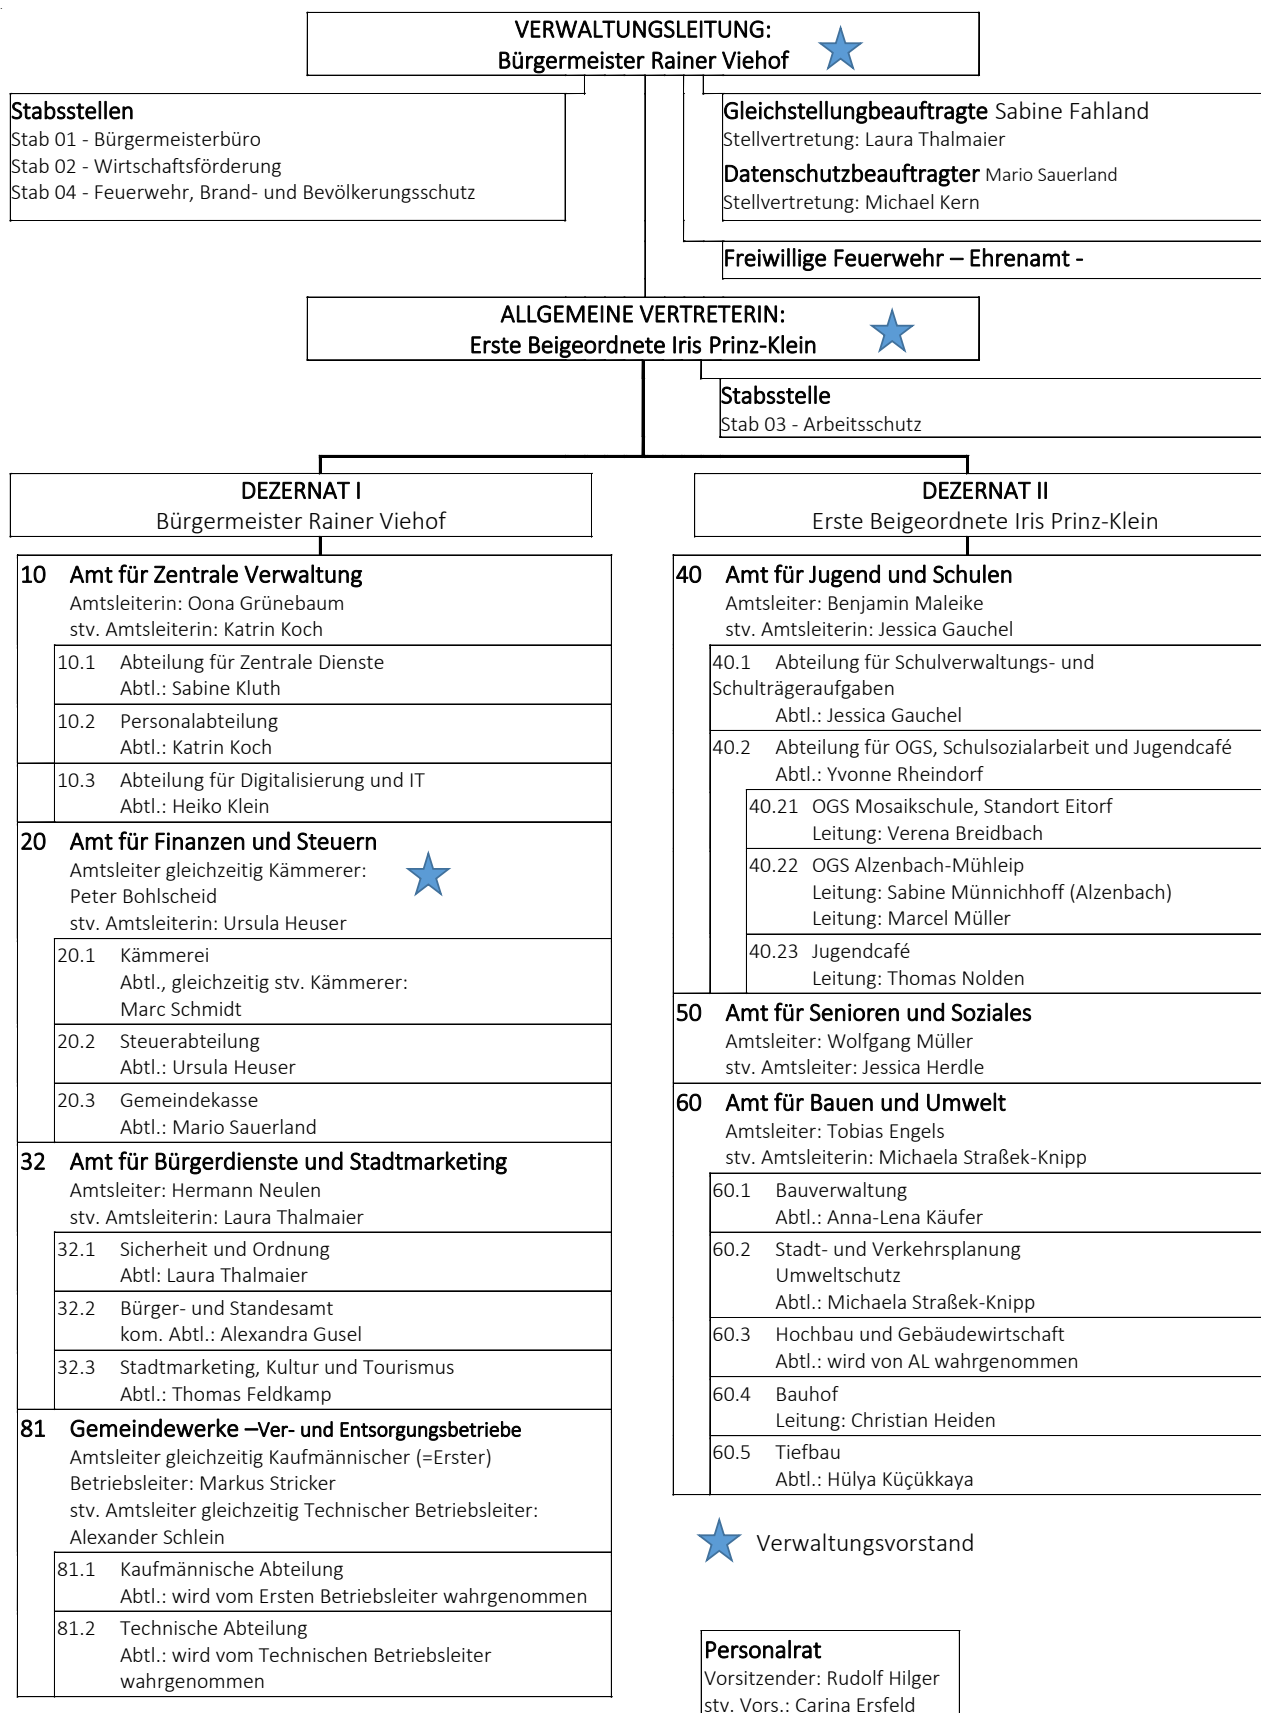 VERWALTUNGSLEITUNG:
Bürgermeister Rainer Viehof
Stabsstellen
Stab 01 - Bürgermeisterbüro
Stab 02 - Wirtschaftsförderung
Stab 04 - Feuerwehr, Brand- und Bevölkerungsschutz
Gleichstellungbeauftragte Sabine Fahland
Stellvertretung: Laura Thalmaier
Datenschutzbeauftragter Mario Sauerland
Stellvertretung: Michael Kern
Freiwillige Feuerwehr – Ehrenamt -
ALLGEMEINE VERTRETERIN:
Erste Beigeordnete Iris Prinz-Klein
Stabsstelle
Stab 03 - Arbeitsschutz
DEZERNAT I
Bürgermeister Rainer Viehof
10 Amt für Zentrale Verwaltung
Amtsleiterin: Oona Grünebaum
stv. Amtsleiterin: Katrin Koch
10.1 Abteilung für Zentrale Dienste
Abtl.: Sabine Kluth
10.2 Personalabteilung
Abtl.: Katrin Koch
10.3 Abteilung für Digitalisierung und IT
Abtl.: Heiko Klein
20 Amt für Finanzen und Steuern
Amtsleiter gleichzeitig Kämmerer:
Peter Bohlscheid
stv. Amtsleiterin: Ursula Heuser
20.1 Kämmerei
Abtl., gleichzeitig stv. Kämmerer:
Marc Schmidt
20.2 Steuerabteilung
Abtl.: Ursula Heuser
20.3 Gemeindekasse
Abtl.: Mario Sauerland
32 Amt für Bürgerdienste und Stadtmarketing
Amtsleiter: Hermann Neulen
stv. Amtsleiterin: Laura Thalmaier
32.1 Sicherheit und Ordnung
Abtl: Laura Thalmaier
32.2 Bürger- und Standesamt
kom. Abtl.: Alexandra Gusel
32.3 Stadtmarketing, Kultur und Tourismus
Abtl.: Thomas Feldkamp
81 Gemeindewerke –Ver- und Entsorgungsbetriebe
Amtsleiter gleichzeitig Kaufmännischer (=Erster)
Betriebsleiter: Markus Stricker
stv. Amtsleiter gleichzeitig Technischer Betriebsleiter:
Alexander Schlein
81.1 Kaufmännische Abteilung
Abtl.: wird vom Ersten Betriebsleiter wahrgenommen
81.2 Technische Abteilung
Abtl.: wird vom Technischen Betriebsleiter
wahrgenommen
DEZERNAT II
Erste Beigeordnete Iris Prinz-Klein
40 Amt für Jugend und Schulen
Amtsleiter: Benjamin Maleike
stv. Amtsleiterin: Jessica Gauchel
40.1 Abteilung für Schulverwaltungs- und
Schulträgeraufgaben
Abtl.: Jessica Gauchel
40.2 Abteilung für OGS, Schulsozialarbeit und Jugendcafé
Abtl.: Yvonne Rheindorf
40.21 OGS Mosaikschule, Standort Eitorf
Leitung: Verena Breidbach
40.22 OGS Alzenbach-Mühleip
Leitung: Sabine Münnichhoff (Alzenbach)
Leitung: Marcel Müller
40.23 Jugendcafé
Leitung: Thomas Nolden
50 Amt für Senioren und Soziales
Amtsleiter: Wolfgang Müller
stv. Amtsleiter: Jessica Herdle
60 Amt für Bauen und Umwelt
Amtsleiter: Tobias Engels
stv. Amtsleiterin: Michaela Straßek-Knipp
60.1 Bauverwaltung
Abtl.: Anna-Lena Käufer
60.2 Stadt- und Verkehrsplanung
Umweltschutz
Abtl.: Michaela Straßek-Knipp
60.3 Hochbau und Gebäudewirtschaft
Abtl.: wird von AL wahrgenommen
60.4 Bauhof
Leitung: Christian Heiden
60.5 Tiefbau
Abtl.: Hülya Küçükkaya
Verwaltungsvorstand
Personalrat
Vorsitzender: Rudolf Hilger
stv. Vors.: Carina Ersfeld